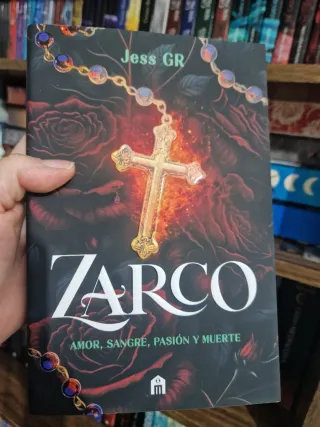 Jess GR
ZARCO
AMOR, SANGRE, PASIÓN Y MUERTE